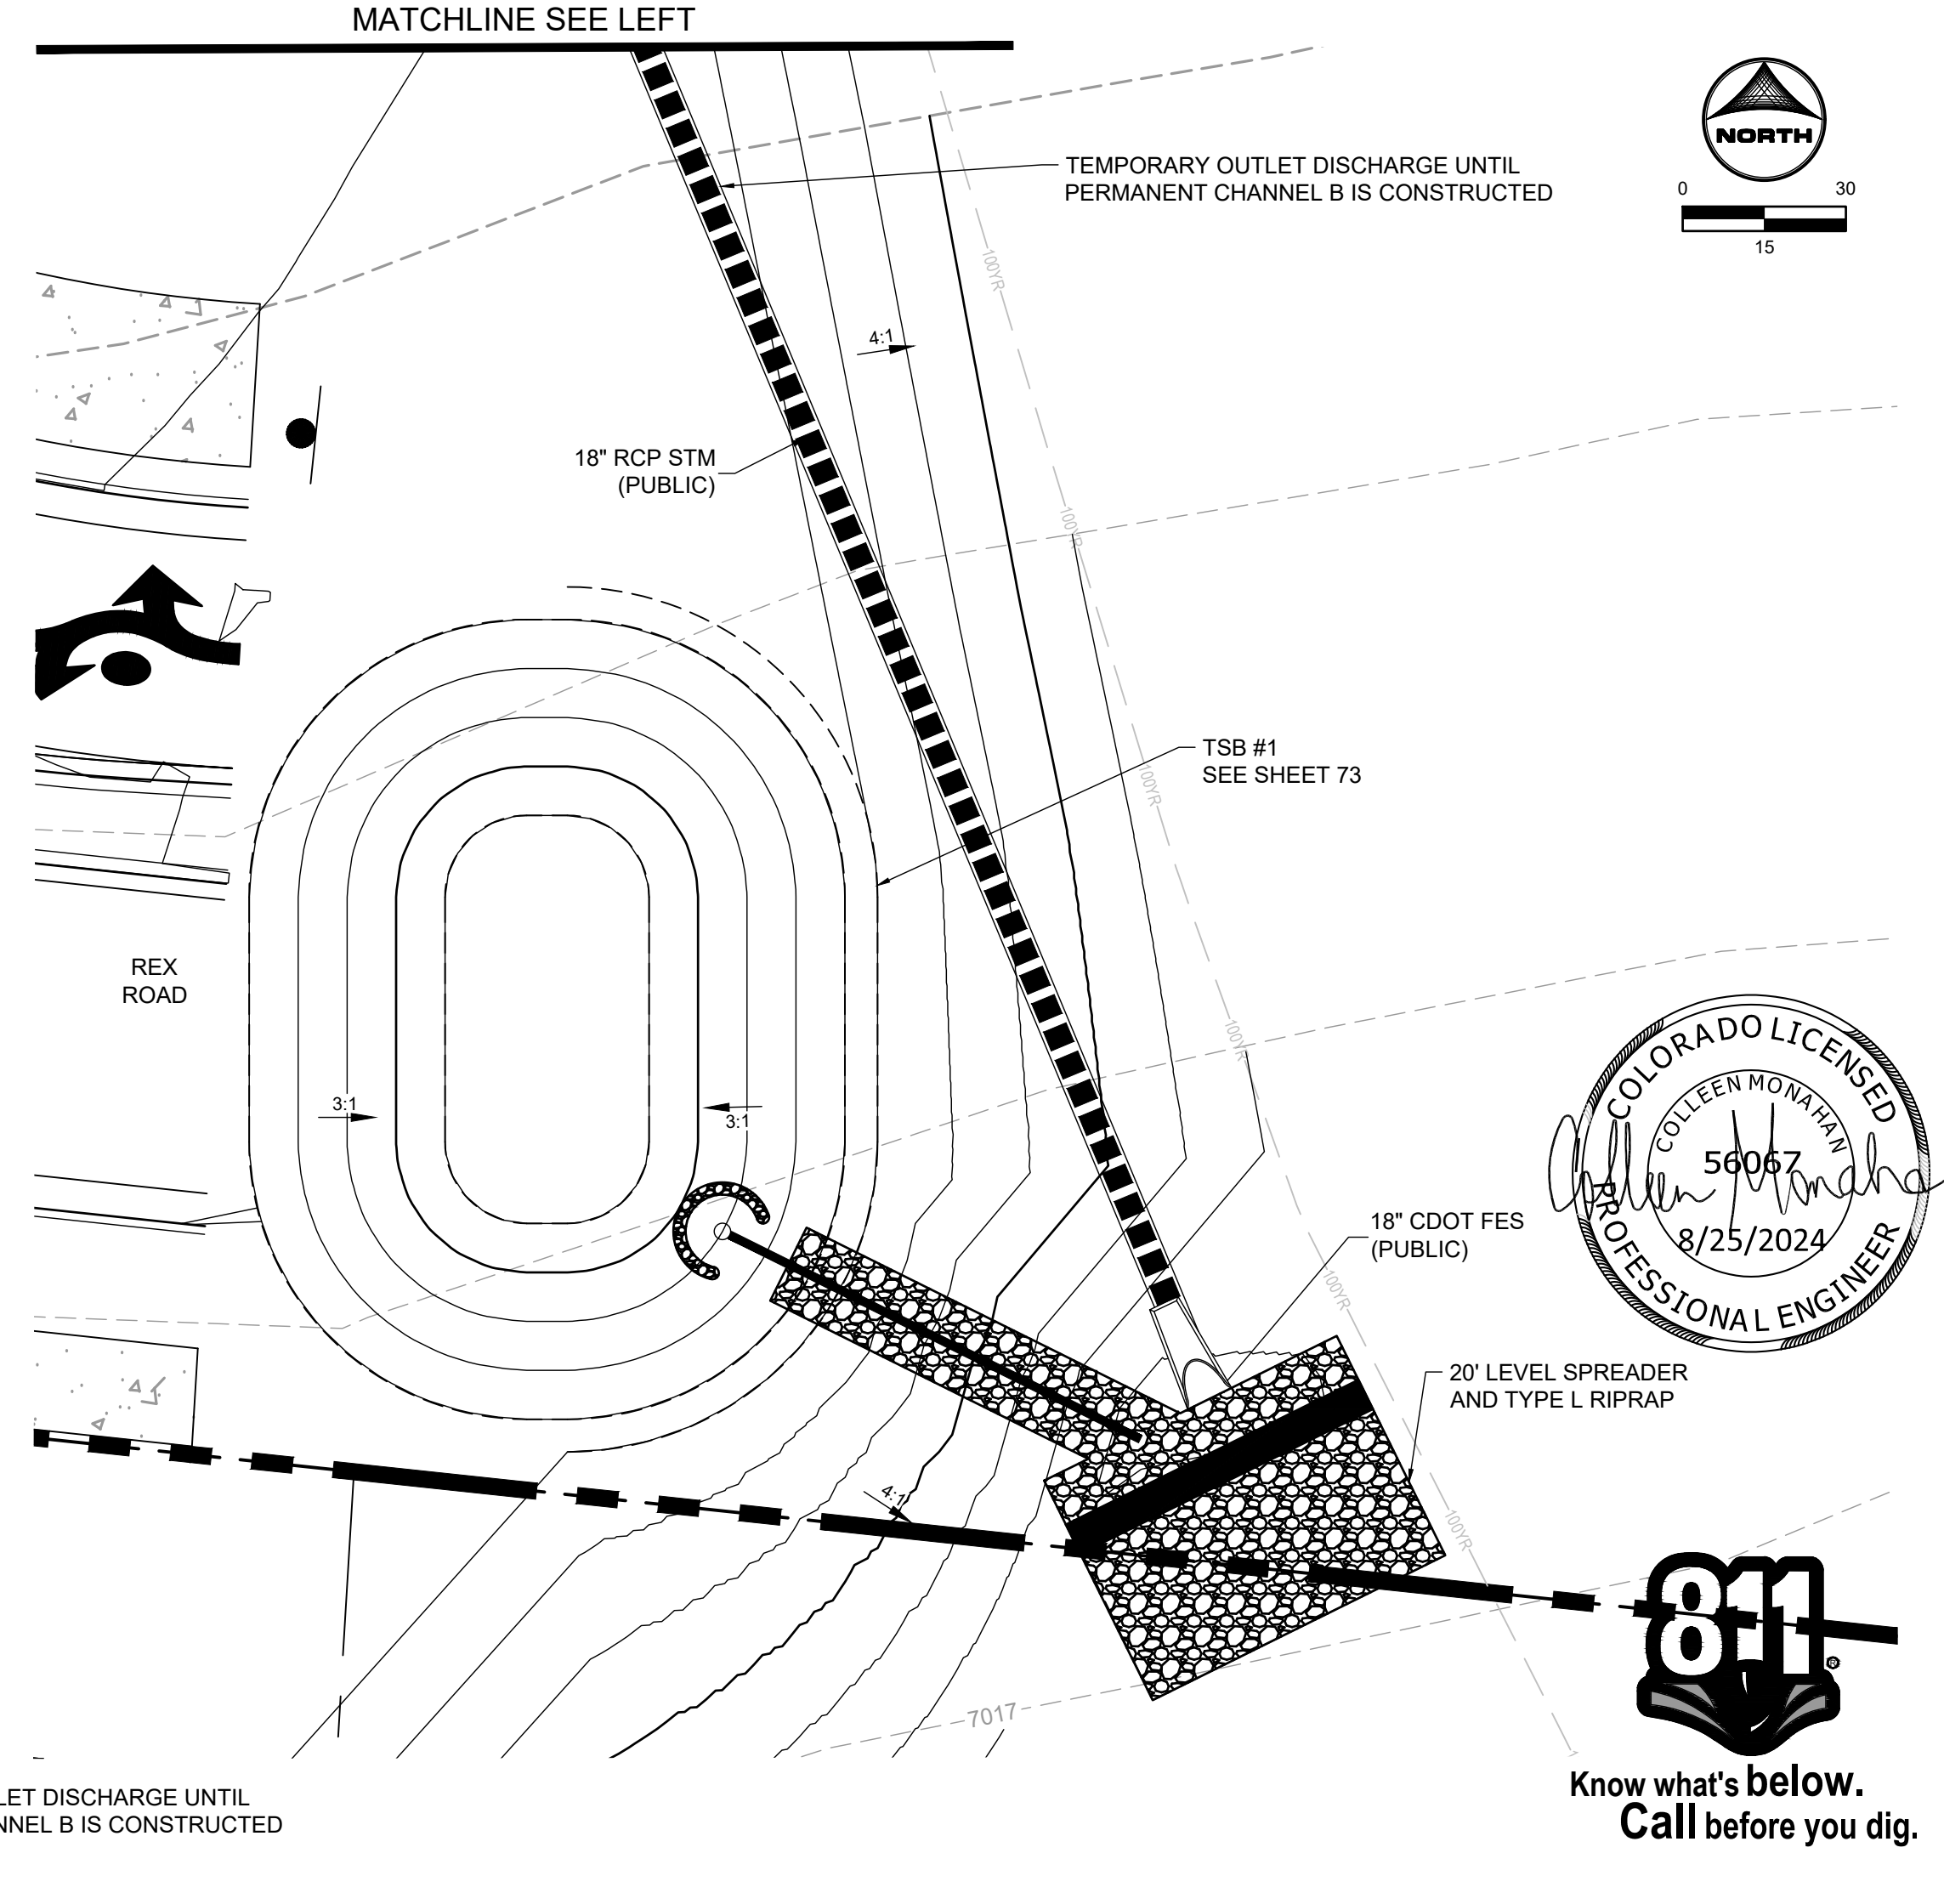 MATCHLINE SEE LEFT
NORTH
0 30
15
TEMPORARY OUTLET DISCHARGE UNTIL
PERMANENT CHANNEL B IS CONSTRUCTED
100YR
4:1
18" RCP STM
(PUBLIC)
100YR
TSB #1
SEE SHEET 73
100YR
REX
ROAD
100YR
COLORADO LICENSED
PROFESSIONAL ENGINEER
COLLEEN MONAHAN
56067
8/25/2024
3:1
3:1
18" CDOT FES
(PUBLIC)
100YR
20' LEVEL SPREADER
AND TYPE L RIPRAP
4:1
100YR
811®
7017
Know what's below.
Call before you dig.
LET DISCHARGE UNTIL
NNEL B IS CONSTRUCTED